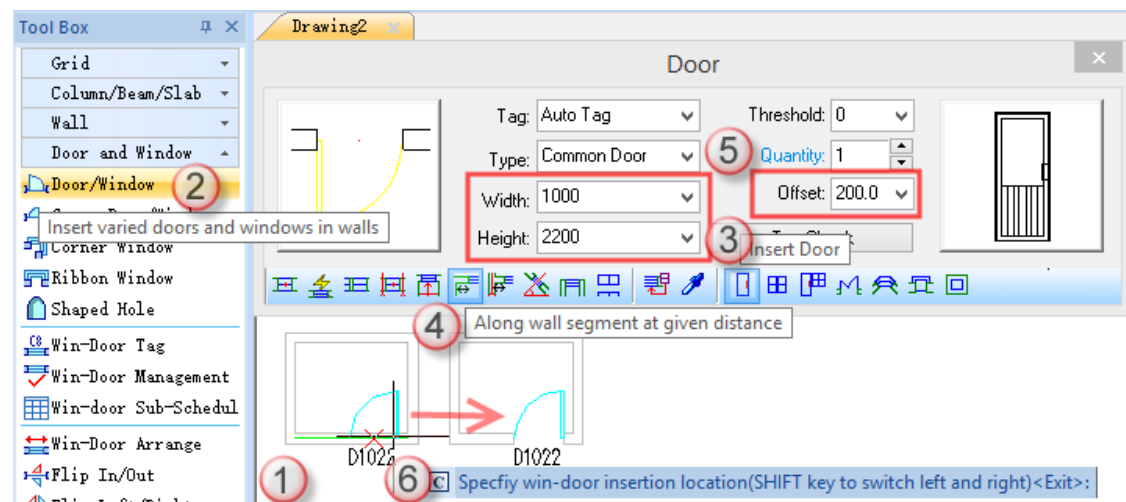 Tool Box
Drawing2
Grid
Column/Beam/Slab
Wall
Door and Window
2
Door/Window
Insert varied doors and windows in walls
Corner Window
Ribbon Window
Shaped Hole
Win-Door Tag
Win-Door Management
Win-door Sub-Schedul
Win-Door Arrange
Flip In/Out
Door
Tag: Auto Tag
Threshold: 0
Type: Common Door
5 Quantity: 1
Width: 1000
Offset: 200.0
Height: 2200
3
Insert Door
4
Along wall segment at given distance
D1022
D1022
1
6
C Specfiy win-door insertion location(SHIFT key to switch left and right)<Exit>: